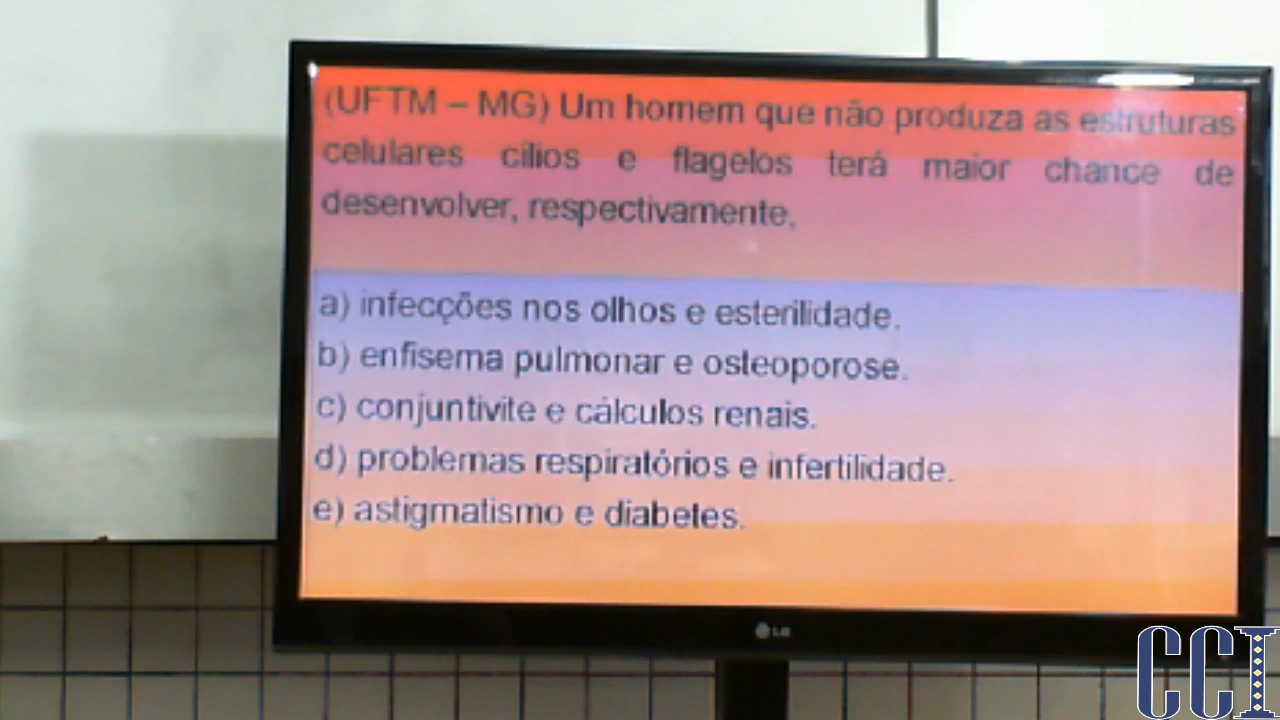 (UFTM – MG) Um homem que não produza as estruturas
celulares cílios e flagelos terá maior chance de
desenvolver, respectivamente,
a) infecções nos olhos e esterilidade.
b) enfisema pulmonar e osteoporose.
c) conjuntivite e cálculos renais.
d) problemas respiratórios e infertilidade.
e) astigmatismo e diabetes.
LG
CCI